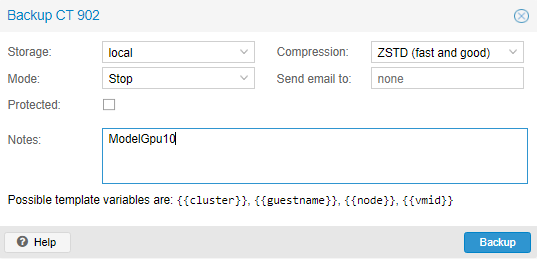 Backup CT 902
Storage: local Compression: ZSTD (fast and good)
Mode: Stop Send email to: none
Protected:
Notes: ModelGpu10
Possible template variables are: {{cluster}}, {{guestname}}, {{node}}, {{vmid}}
Help Backup